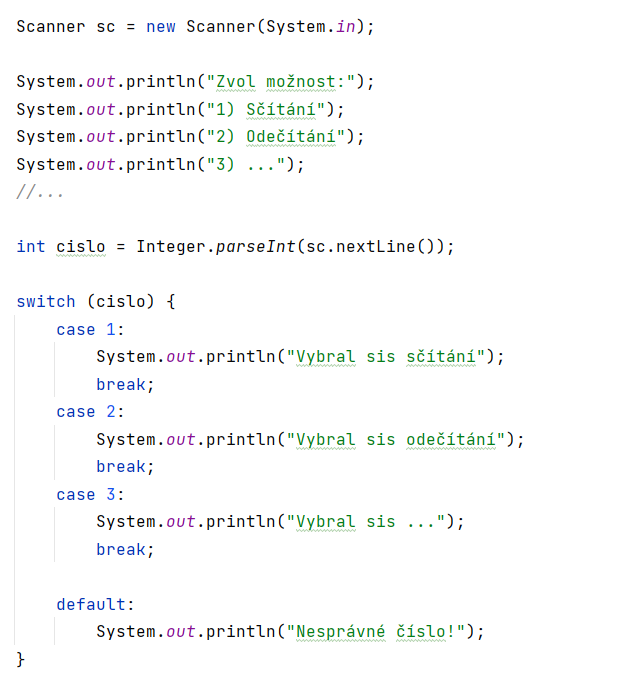 Scanner sc = new Scanner(System.in);
System.out.println("Zvol možnost:");
System.out.println("1) Sčítání");
System.out.println("2) Odečítání");
System.out.println("3) ...");
//...
int cislo = Integer.parseInt(sc.nextLine());
switch (cislo) {
    case 1:
        System.out.println("Vybral sis sčítání");
        break;
    case 2:
        System.out.println("Vybral sis odečítání");
        break;
    case 3:
        System.out.println("Vybral sis ...");
        break;
    default:
        System.out.println("Nesprávné číslo!");
}